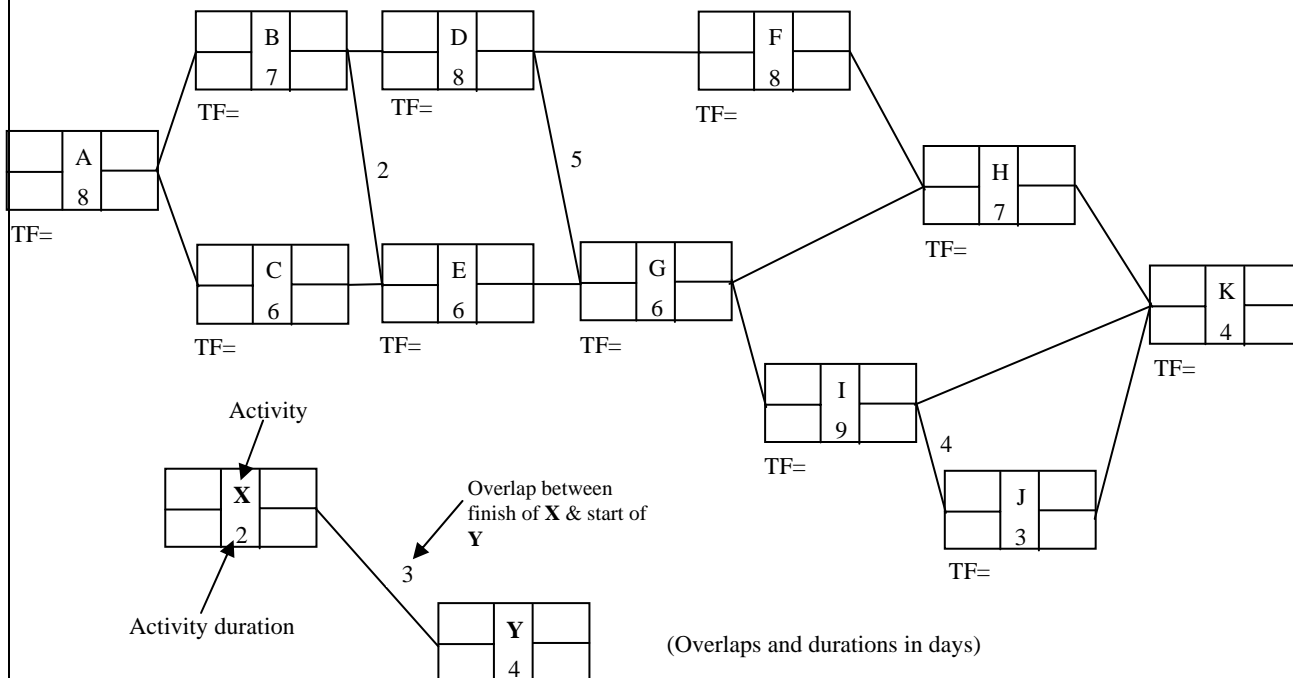 B
7
TF=
D
8
F
8
TF=
A
8
TF=
2
5
H
7
TF=
C
6
TF=
E
6
TF=
G
6
TF=
K
4
TF=
I
9
TF=
4
J
3
TF=
Activity
X
2
Activity duration
Overlap between
finish of X & start of
Y
3
Y
4
(Overlaps and durations in days)